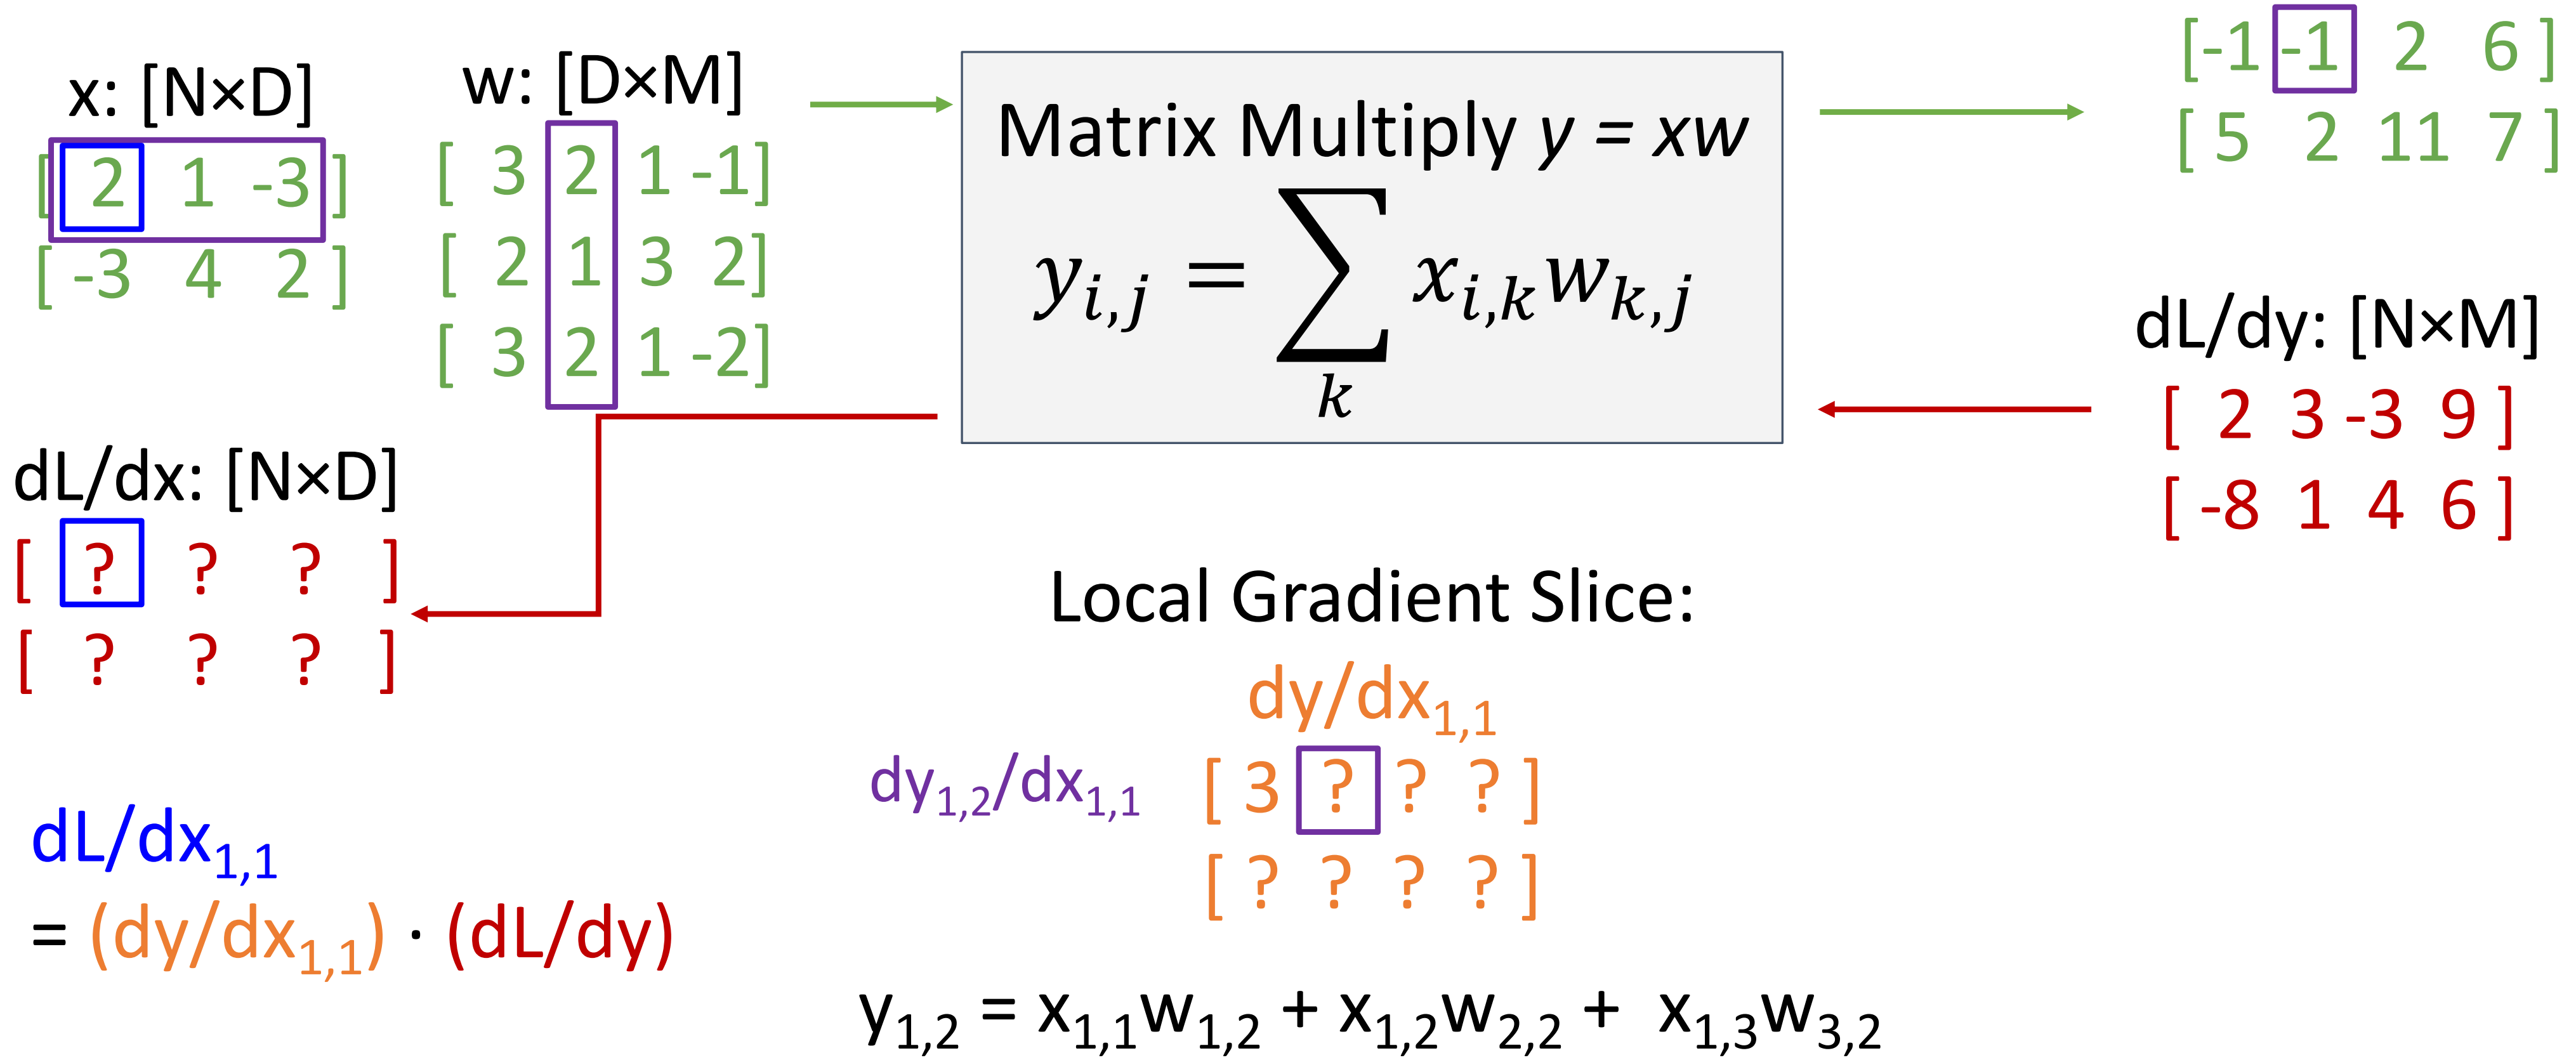 x: [N×D]
[ 2 1 -3 ]
[ -3 4 2 ]
w: [D×M]
[ 3 2 1 -1]
[ 2 1 3 2]
[ 3 2 1 -2]
Matrix Multiply y = xw
y_{i,j} = ∑_k x_{i,k}w_{k,j}
[-1 -1 2 6 ]
[ 5 2 11 7 ]
dL/dy: [N×M]
[ 2 3 -3 9 ]
[ -8 1 4 6 ]
dL/dx: [N×D]
[ ? ? ? ]
[ ? ? ? ]
Local Gradient Slice:
dy/dx_{1,1}
dy_{1,2}/dx_{1,1}
[ 3 ? ? ? ]
[ ? ? ? ? ]
dL/dx_{1,1}
= (dy/dx_{1,1}) · (dL/dy)
y_{1,2} = x_{1,1}w_{1,2} + x_{1,2}w_{2,2} + x_{1,3}w_{3,2}